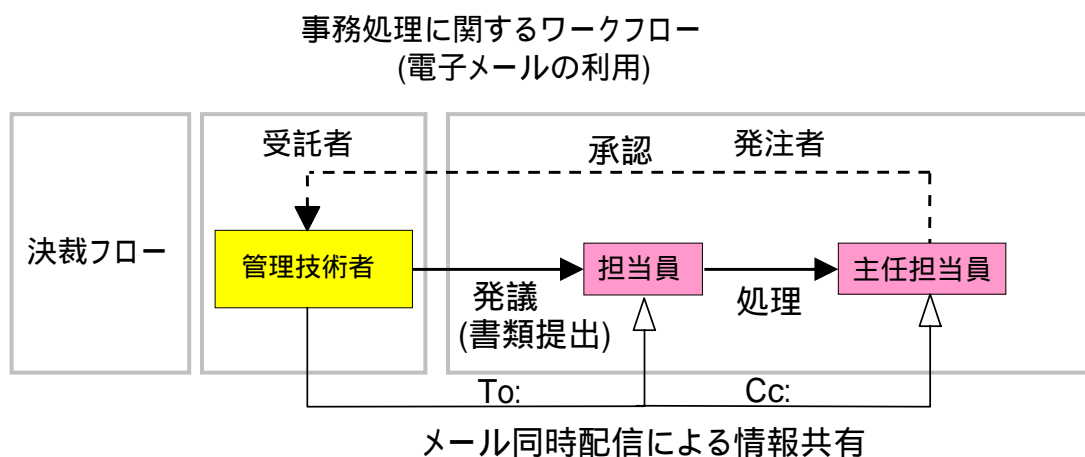 事務処理に関するワークフロー
(電子メールの利用)
受託者
承認
発注者
決裁フロー
管理技術者
担当員
主任担当員
発議
(書類提出)
処理
To:
Cc:
メール同時配信による情報共有